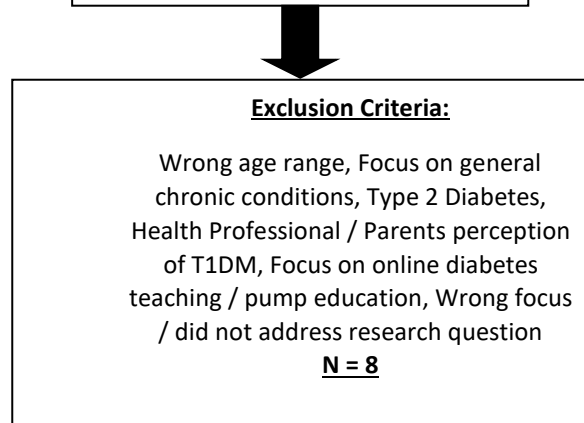 Exclusion Criteria:
Wrong age range, Focus on general
chronic conditions, Type 2 Diabetes,
Health Professional / Parents perception
of T1DM, Focus on online diabetes
teaching / pump education, Wrong focus
/ did not address research question
N = 8